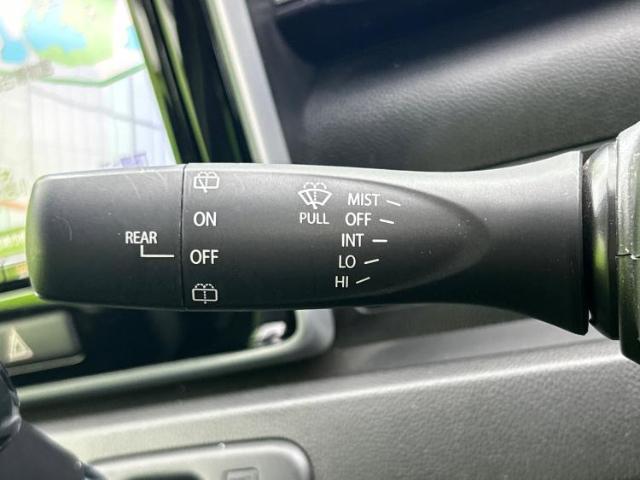 REAR
ON
OFF
PULL
MIST
OFF
INT
LO
HI